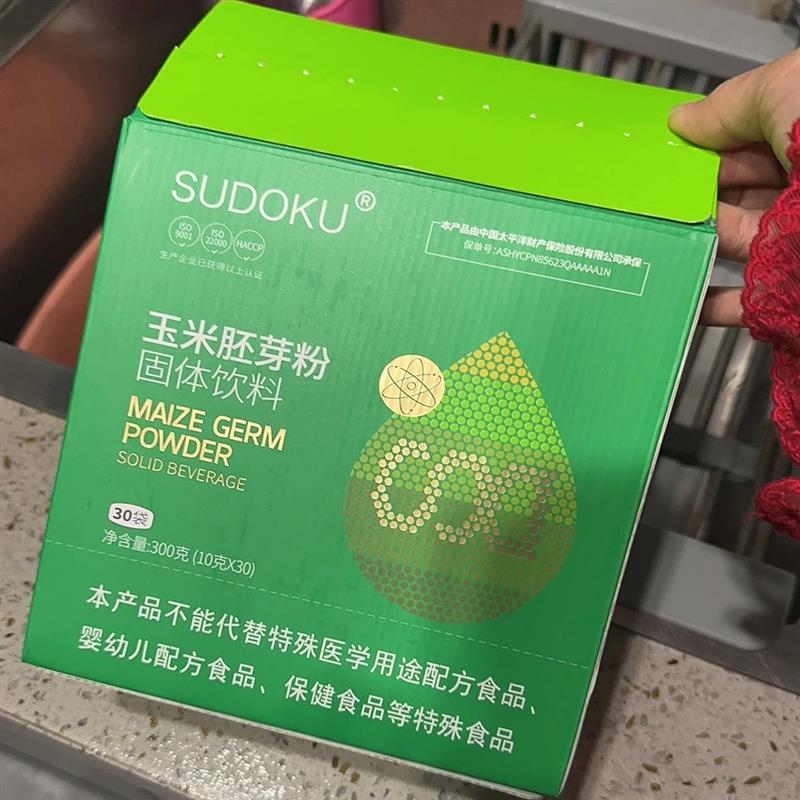 SUDOKU®
ISO 9001
ISO 22000
HACCP
生产企业已获得以上认证
本产品由中国太平洋财产保险股份有限公司承保
保单号:ASHYCPN85623QAAAAA1N
玉米胚芽粉
固体饮料
MAIZE GERM
POWDER
SOLID BEVERAGE
30袋
净含量:300克 (10克X30)
本产品不能代替特殊医学用途配方食品、
婴幼儿配方食品、保健食品等特殊食品